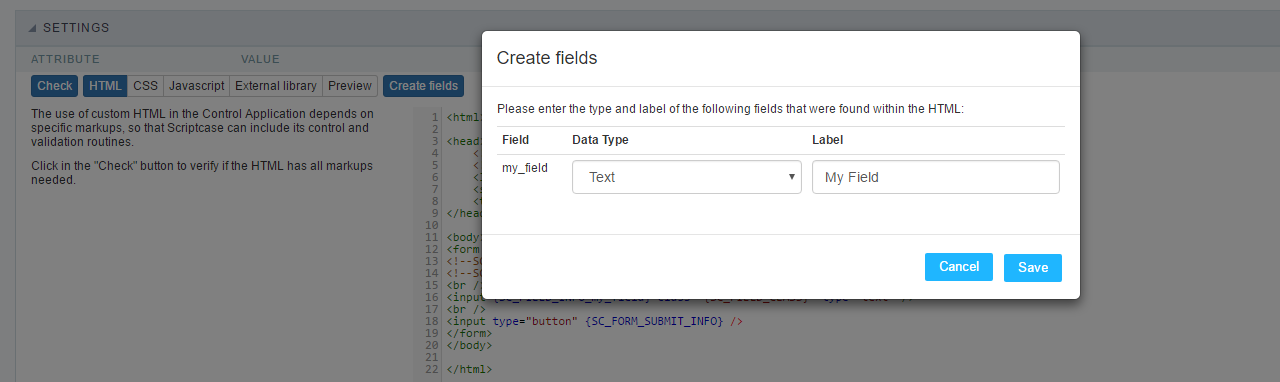 SETTINGS
ATTRIBUTE VALUE
Check HTML CSS Javascript External library Preview Create fields
The use of custom HTML in the Control Application depends on
specific markups, so that Scriptcase can include its control and
validation routines.
Click in the "Check" button to verify if the HTML has all markups
needed.
1 <html
2
3 <head
4 <
5 <
6
7 <s
8 <t
9 </head
10
11 <body
12 <form
13 <!--SC
14 <!--SC
15 <br />
16 <input {SC_FIELD_INFO_my_field} class="{SC_FIELD_CLASS}" type="text" />
17 <br />
18 <input type="button" {SC_FORM_SUBMIT_INFO} />
19 </form>
20 </body>
21
22 </html>
Create fields
Please enter the type and label of the following fields that were found within the HTML:
Field Data Type Label
my_field Text My Field
Cancel Save